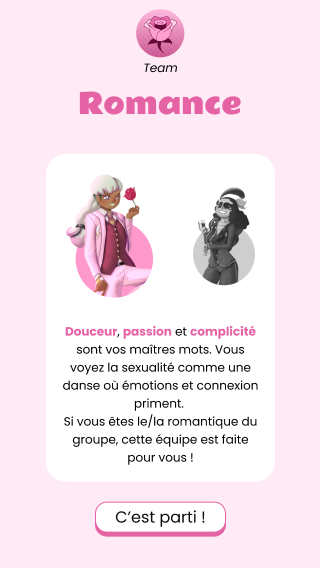 Team
Romance
Douceur, passion et complicité
sont vos maîtres mots. Vous
voyez la sexualité comme une
danse où émotions et connexion
priment.
Si vous êtes le/la romantique du
groupe, cette équipe est faite
pour vous !
C’est parti !